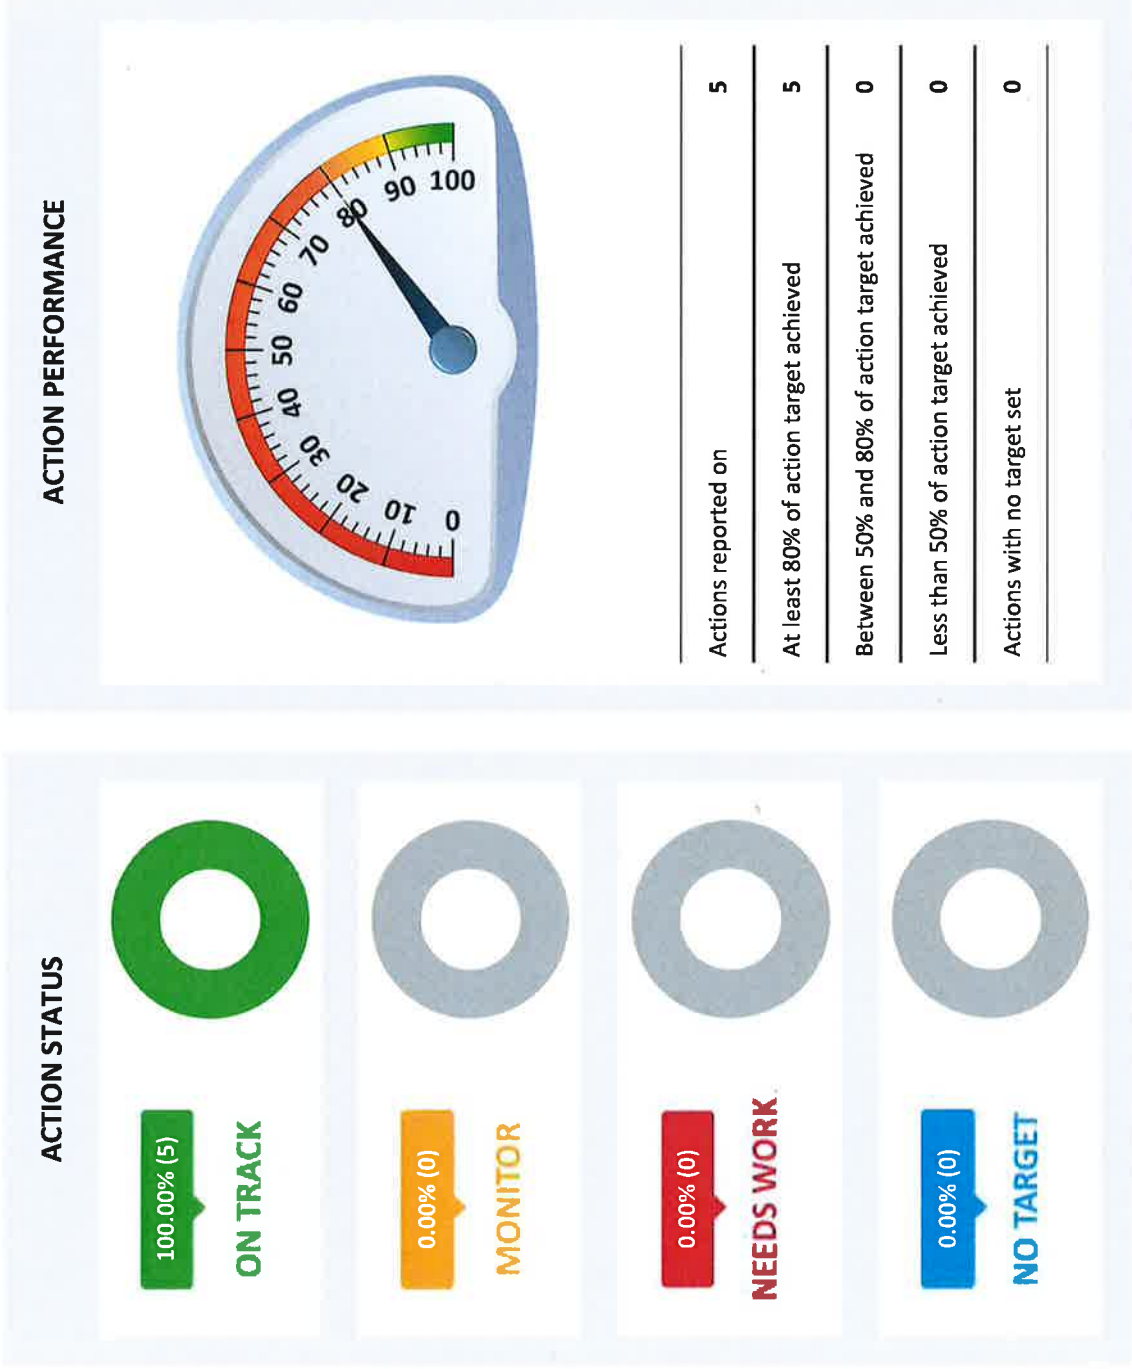 ACTION STATUS
100.00% (5)
ON TRACK
0.00% (0)
MONITOR
0.00% (0)
NEEDS WORK
0.00% (0)
NO TARGET
ACTION PERFORMANCE
0
10
20
30
40
50
60
70
80
90
100
Actions reported on 5
At least 80% of action target achieved 5
Between 50% and 80% of action target achieved 0
Less than 50% of action target achieved 0
Actions with no target set 0